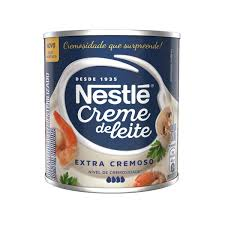 Cremosidade que surpreende!
NOVO
DESDE 1935
Nestlé
Creme
de leite
EXTRA CREMOSO
NÍVEL DE CREMOSIDADE